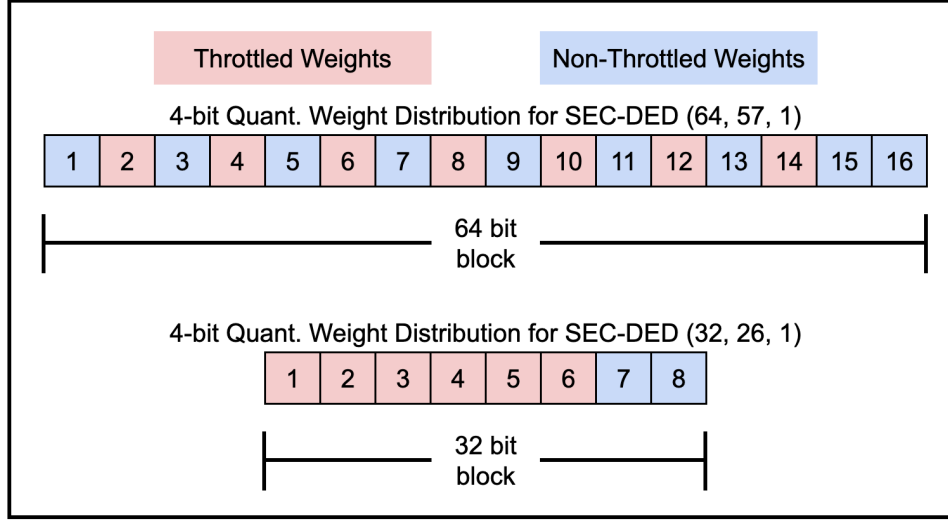 Throttled Weights
Non-Throttled Weights
4-bit Quant. Weight Distribution for SEC-DED (64, 57, 1)
1 2 3 4 5 6 7 8 9 10 11 12 13 14 15 16
64 bit
block
4-bit Quant. Weight Distribution for SEC-DED (32, 26, 1)
1 2 3 4 5 6 7 8
32 bit
block